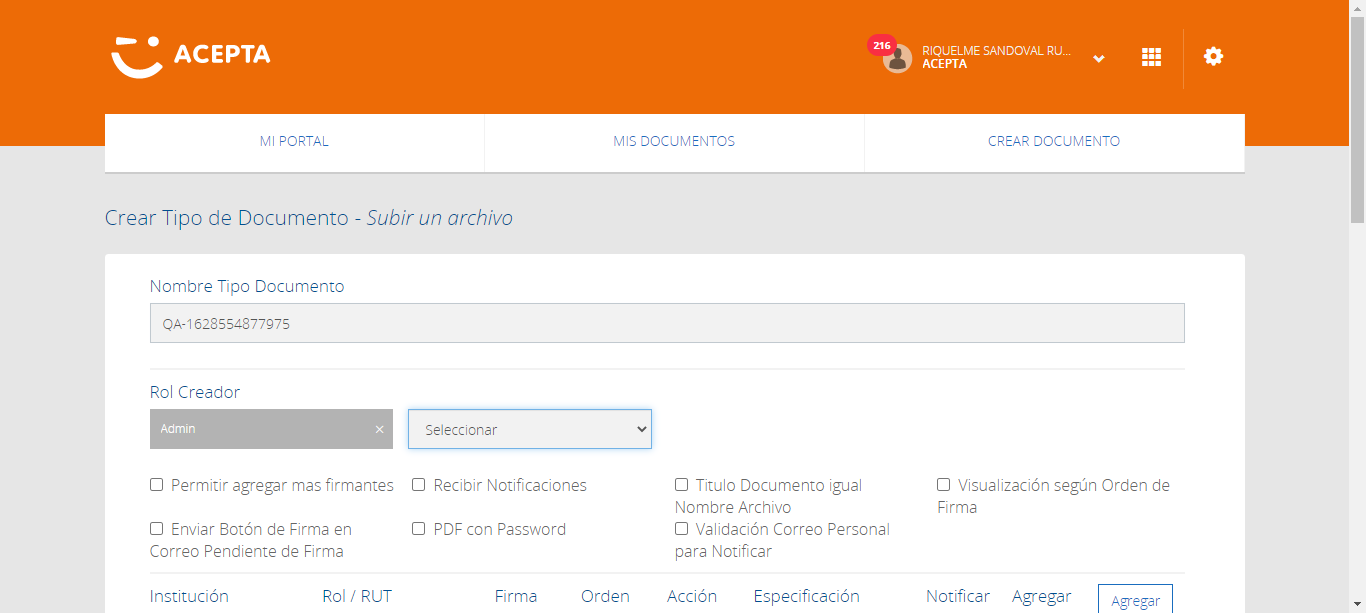 ACEPTA
216
RIQUELME SANDOVAL RU...
ACEPTA
MI PORTAL
MIS DOCUMENTOS
CREAR DOCUMENTO
Crear Tipo de Documento - Subir un archivo
Nombre Tipo Documento
QA-1628554877975
Rol Creador
Admin ×
Seleccionar
Permitir agregar mas firmantes
Recibir Notificaciones
Titulo Documento igual
Nombre Archivo
Visualización según Orden de
Firma
Enviar Botón de Firma en
Correo Pendiente de Firma
PDF con Password
Validación Correo Personal
para Notificar
Institución Rol / RUT Firma Orden Acción Especificación Notificar Agregar Agregar